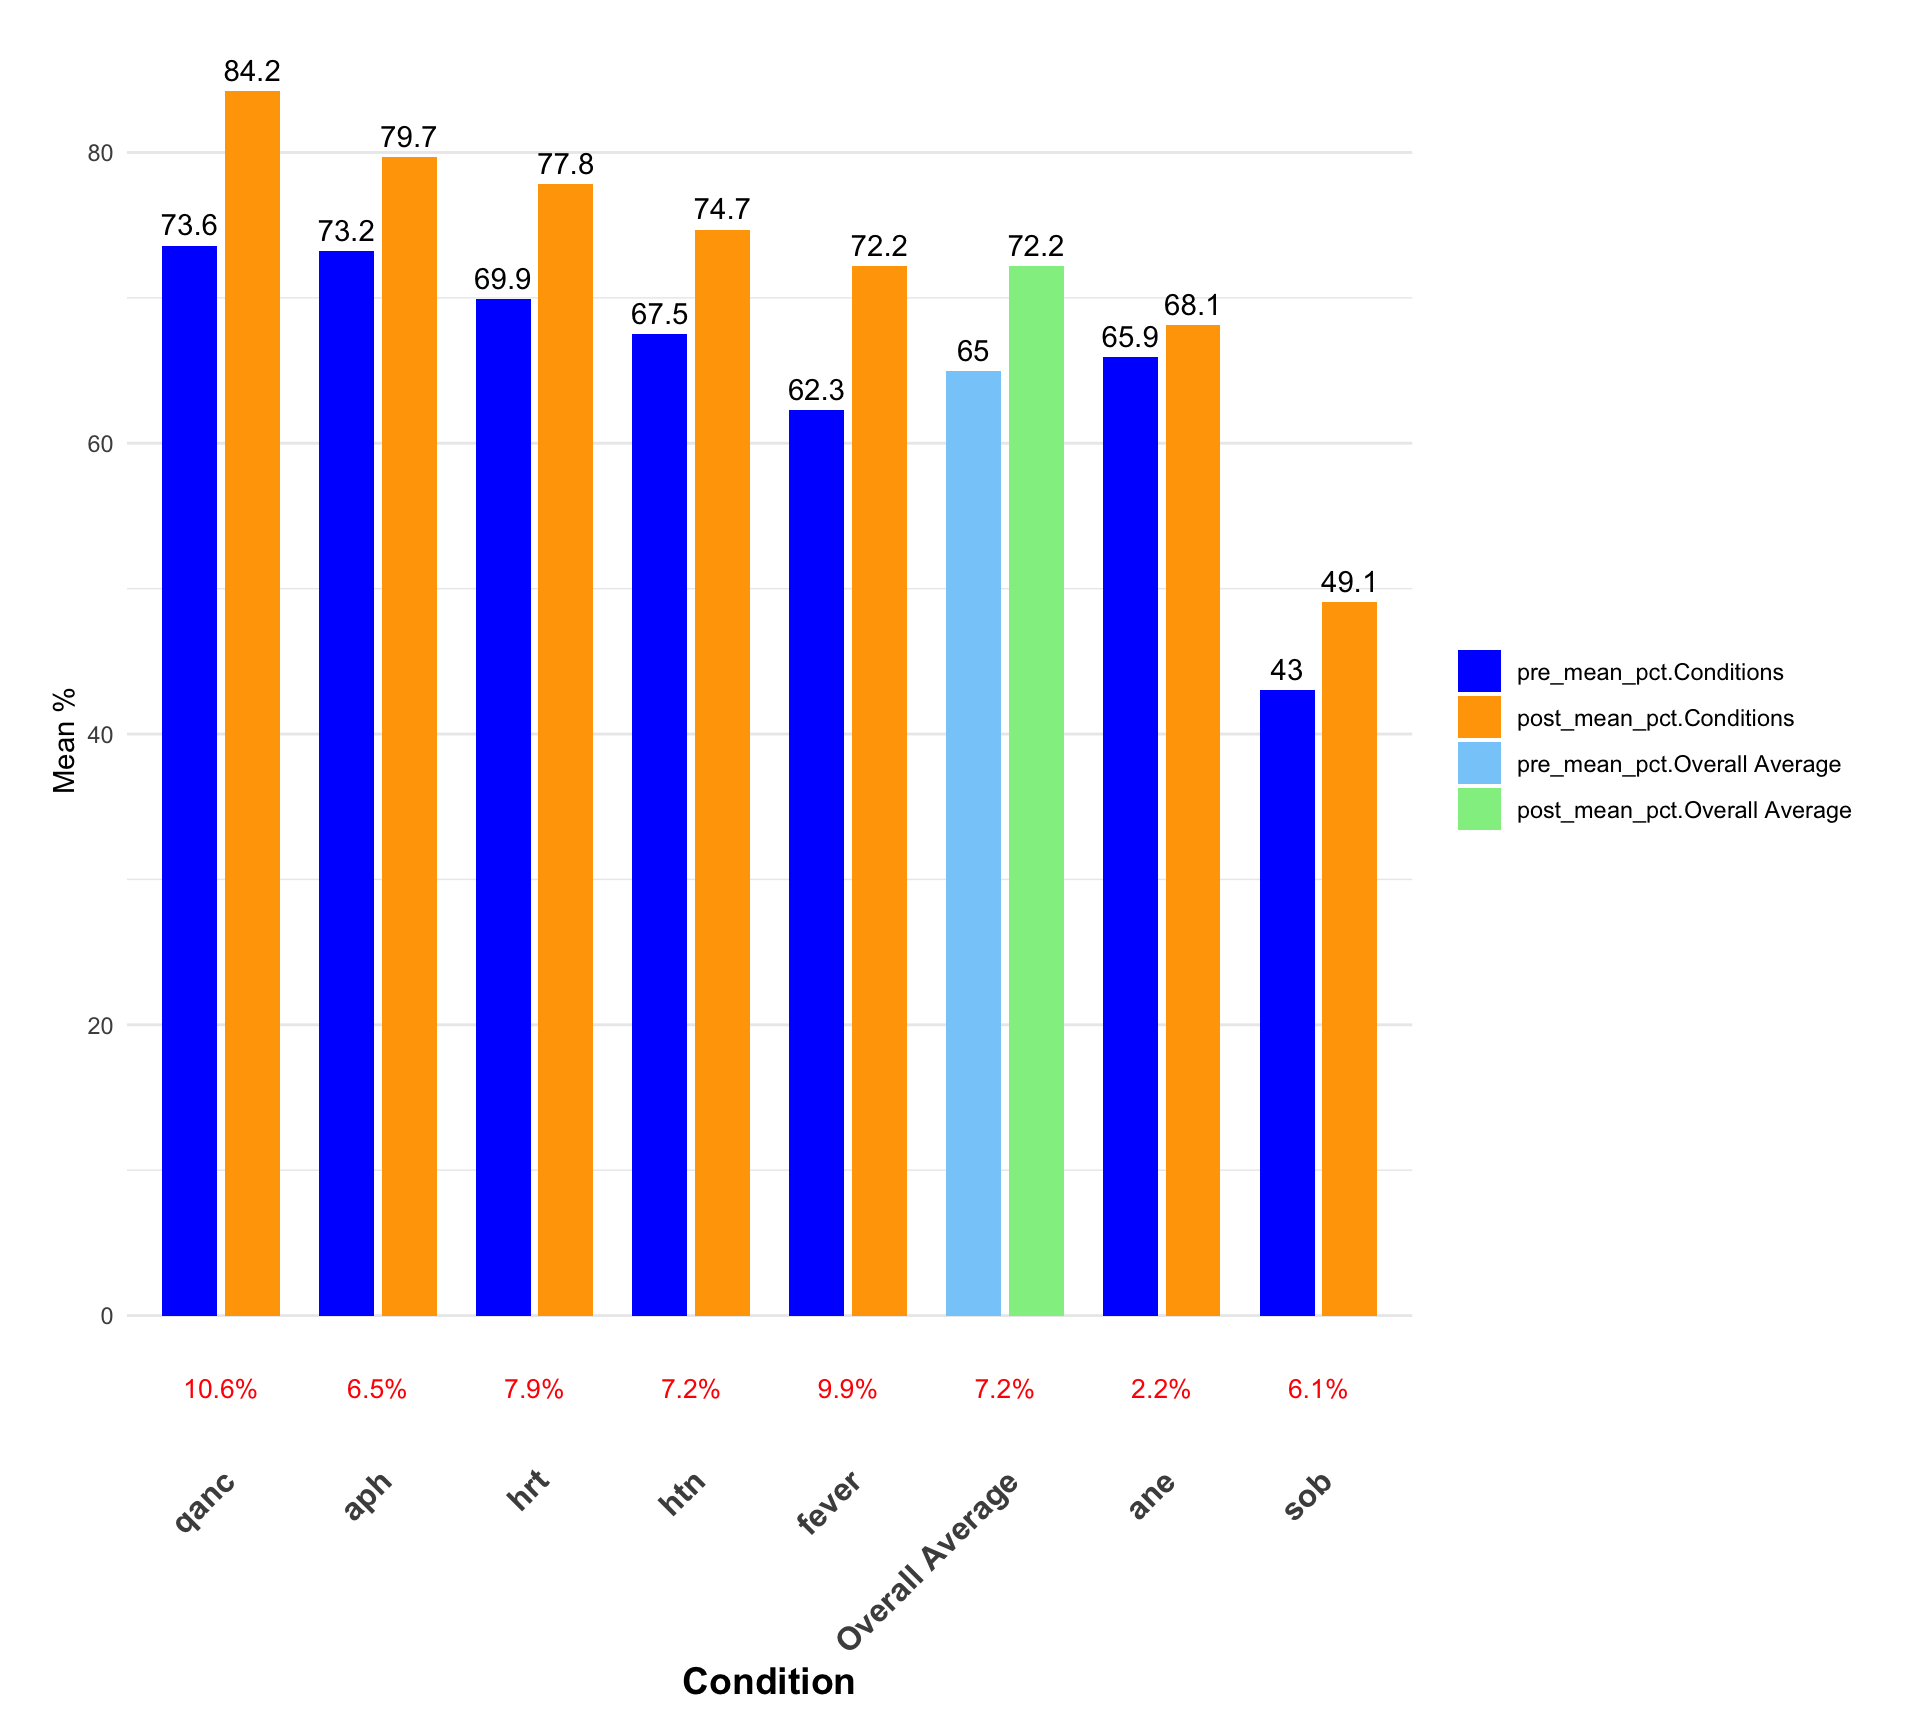 84.2
79.7
77.8
73.6
73.2
74.7
72.2
72.2
69.9
67.5
68.1
65.9
65
62.3
49.1
43
80
60
40
20
0
Mean %
pre_mean_pct.Conditions
post_mean_pct.Conditions
pre_mean_pct.Overall Average
post_mean_pct.Overall Average
10.6% 6.5% 7.9% 7.2% 9.9% 7.2% 2.2% 6.1%
qanc aph hrt htn fever Overall Average ane sob
Condition